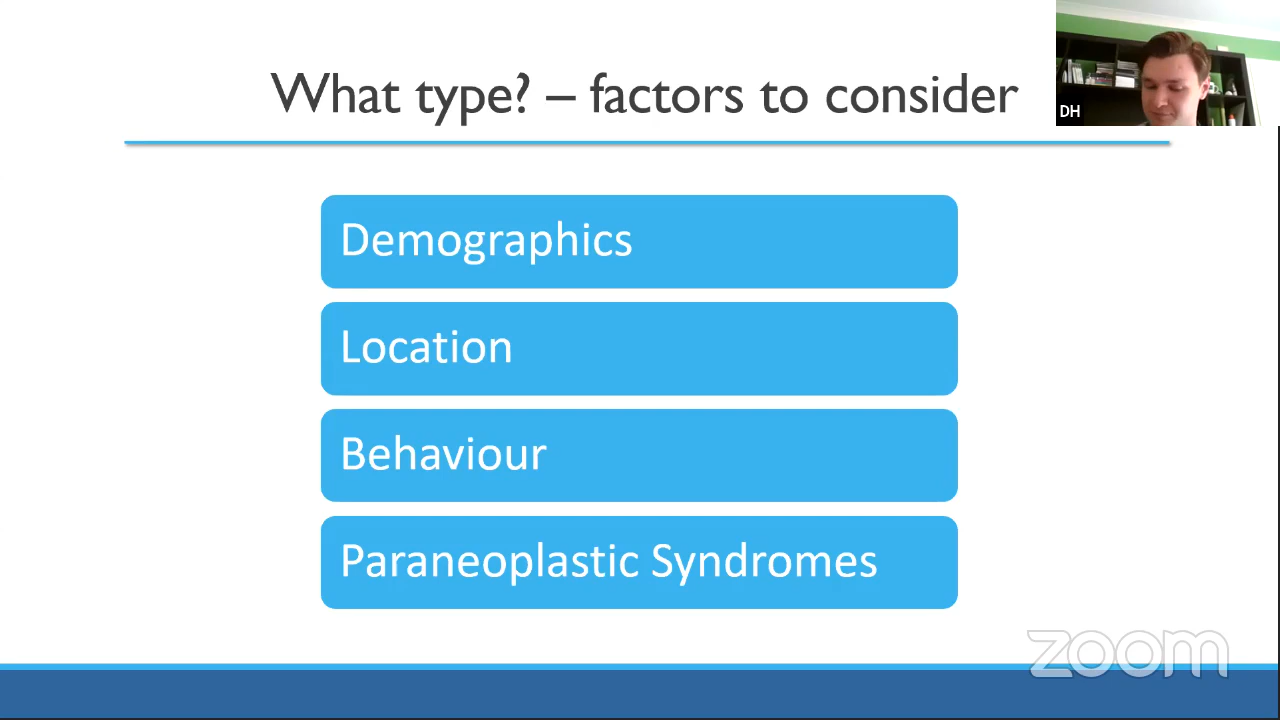 What type? – factors to consider
DH
Demographics
Location
Behaviour
Paraneoplastic Syndromes
zoom